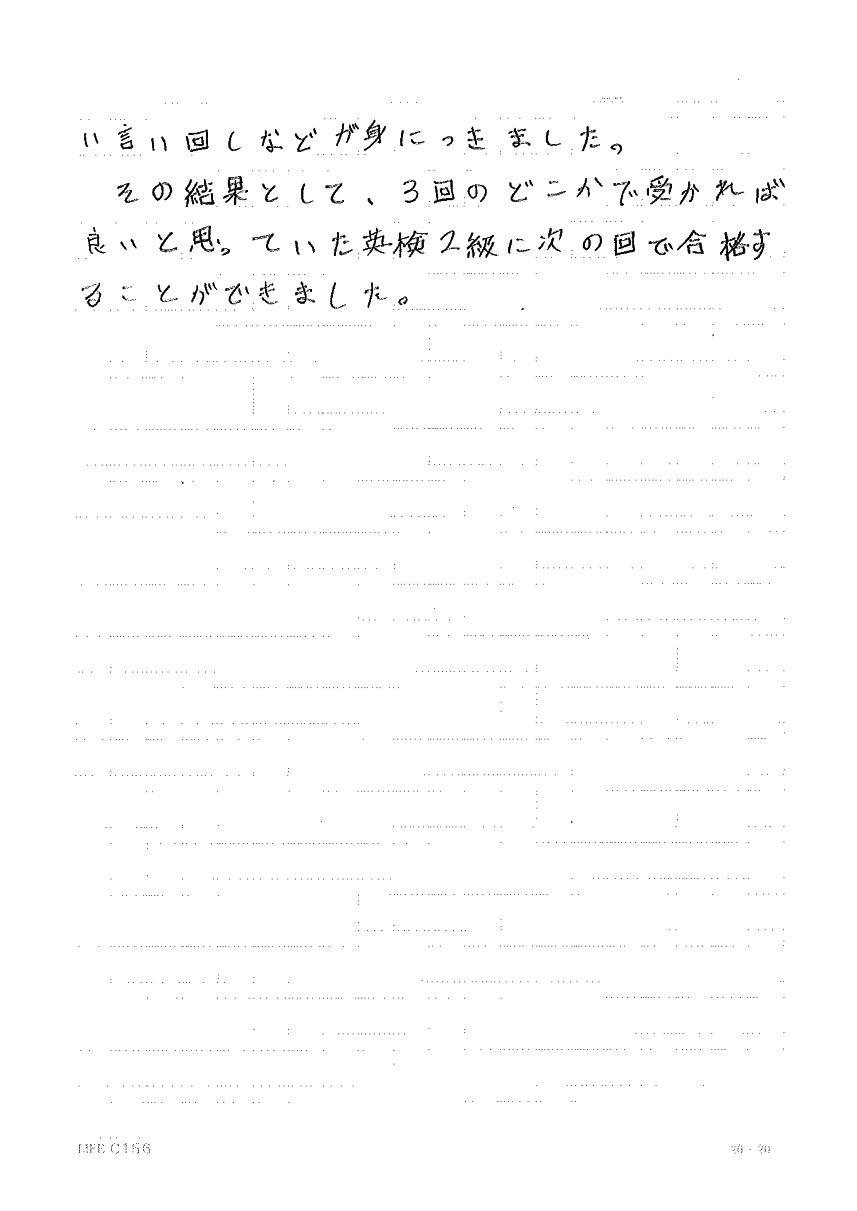 い言い回しなどが身につきました。
その結果として、3回のどこかで受かれば
良いと思っていた英検2級に次の回で合格す
ることができました。
LIFE C156
20・20